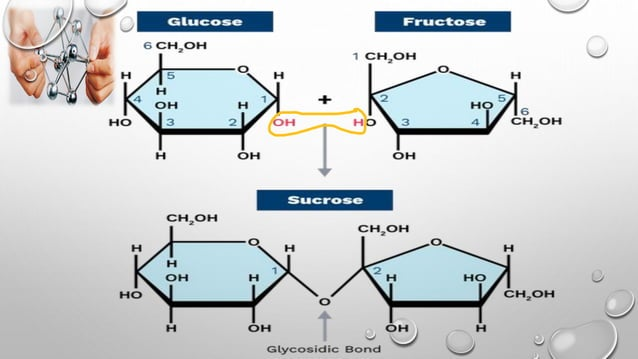 Glucose Fructose
6 CH₂OH 1 CH₂OH
5 O H O H
H H + 
4 OH H 1 2 5
HO 3 2 OH HO 3 HO 4 6
CH₂OH
H OH OH
Sucrose
CH₂OH CH₂OH
H O H O H
H
OH H 1 2 H HO
HO O CH₂OH
H OH OH H
Glycosidic Bond